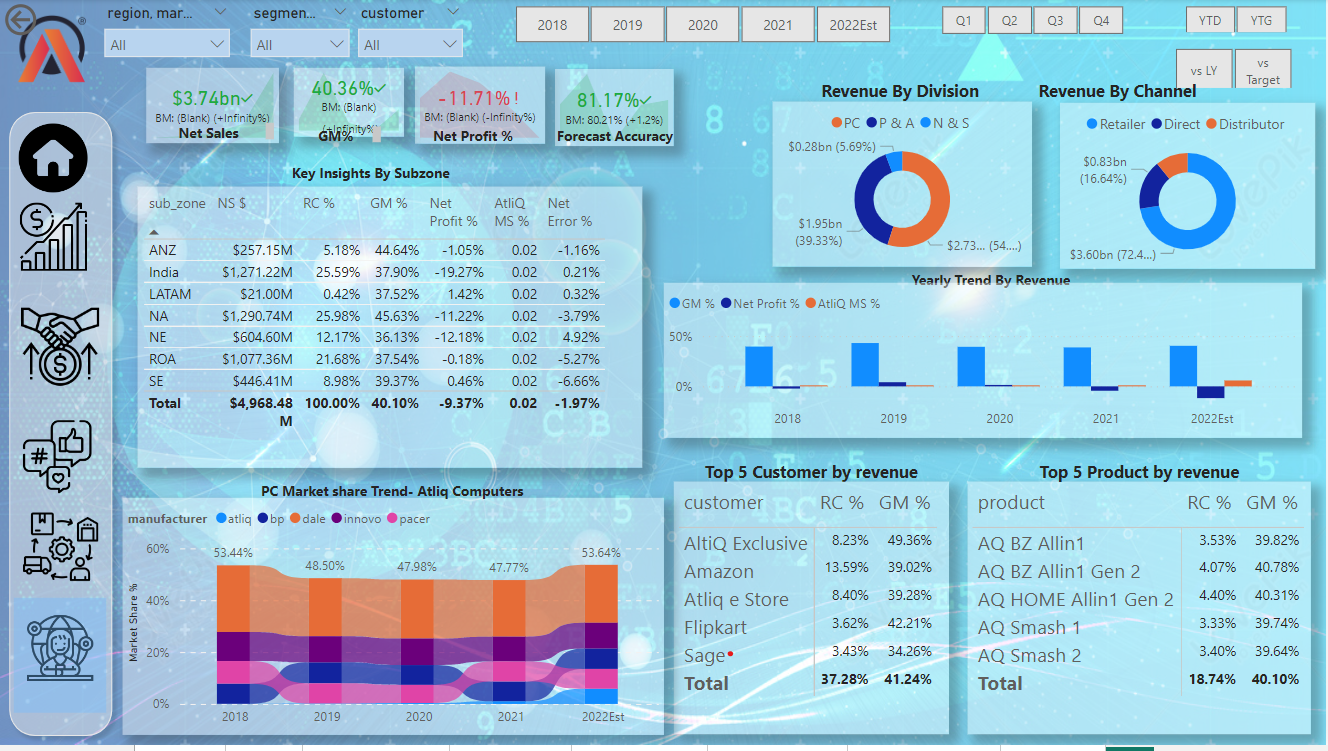 region, mar...
segmen...
customer
2018
2019
2020
2021
2022Est
Q1
Q2
Q3
Q4
YTD
YTG
All
All
All
vs LY
vs
Target
$3.74bn
BM: (Blank) (+Infinity%)
Net Sales
40.36%
BM: (Blank)
(+Infinity%)
GM%
-11.71% !
BM: (Blank) (-Infinity%)
Net Profit %
81.17%
BM: 80.21% (+1.2%)
Forecast Accuracy
Revenue By Division
PC P & A N & S
$0.28bn (5.69%)
$1.95bn
(39.33%)
$2.73... (54....)
Revenue By Channel
Retailer Direct Distributor
$0.83bn
(16.64%)
$3.60bn (72.4...)
Key Insights By Subzone
sub_zone NS $ RC % GM % Net Profit % AtliQ MS % Net Error %
ANZ $257.15M 5.18% 44.64% -1.05% 0.02 -1.16%
India $1,271.22M 25.59% 37.90% -19.27% 0.02 0.21%
LATAM $21.00M 0.42% 37.52% 1.42% 0.02 0.32%
NA $1,290.74M 25.98% 45.63% -11.22% 0.02 -3.79%
NE $604.60M 12.17% 36.13% -12.18% 0.02 4.92%
ROA $1,077.36M 21.68% 37.54% -0.18% 0.02 -5.27%
SE $446.41M 8.98% 39.37% 0.46% 0.02 -6.66%
Total $4,968.48 M 100.00% 40.10% -9.37% 0.02 -1.97%
Yearly Trend By Revenue
GM % Net Profit % AtliQ MS %
50%
0%
2018 2019 2020 2021 2022Est
PC Market share Trend- Atliq Computers
manufacturer atliq bp dale innovo pacer
Market Share %
60%
40%
20%
0%
53.44% 48.50% 47.98% 47.77% 53.64%
2018 2019 2020 2021 2022Est
Top 5 Customer by revenue
customer RC % GM %
AltiQ Exclusive 8.23% 49.36%
Amazon 13.59% 39.02%
Atliq e Store 8.40% 39.28%
Flipkart 3.62% 42.21%
Sage 3.43% 34.26%
Total 37.28% 41.24%
Top 5 Product by revenue
product RC % GM %
AQ BZ Allin1 3.53% 39.82%
AQ BZ Allin1 Gen 2 4.07% 40.78%
AQ HOME Allin1 Gen 2 4.40% 40.31%
AQ Smash 1 3.33% 39.74%
AQ Smash 2 3.40% 39.64%
Total 18.74% 40.10%